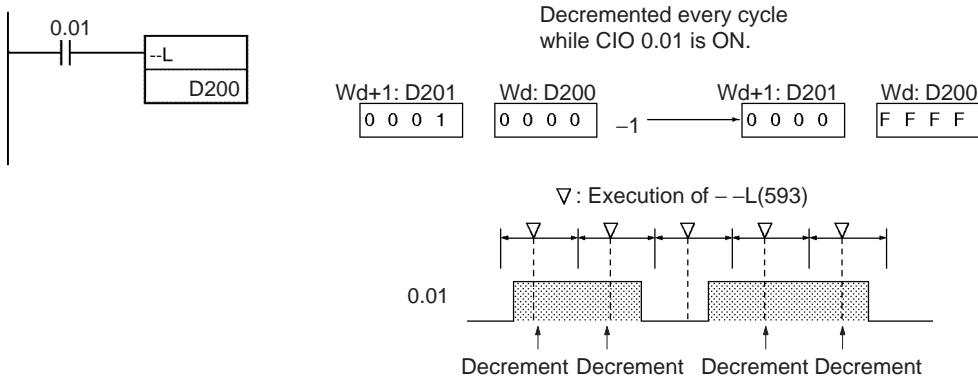 Decremented every cycle
while CIO 0.01 is ON.
0.01
--L
D200
Wd+1: D201 Wd: D200 Wd+1: D201 Wd: D200
0 0 0 1 0 0 0 0 −1 0 0 0 0 F F F F
▽: Execution of − −L(593)
0.01
Decrement Decrement Decrement Decrement